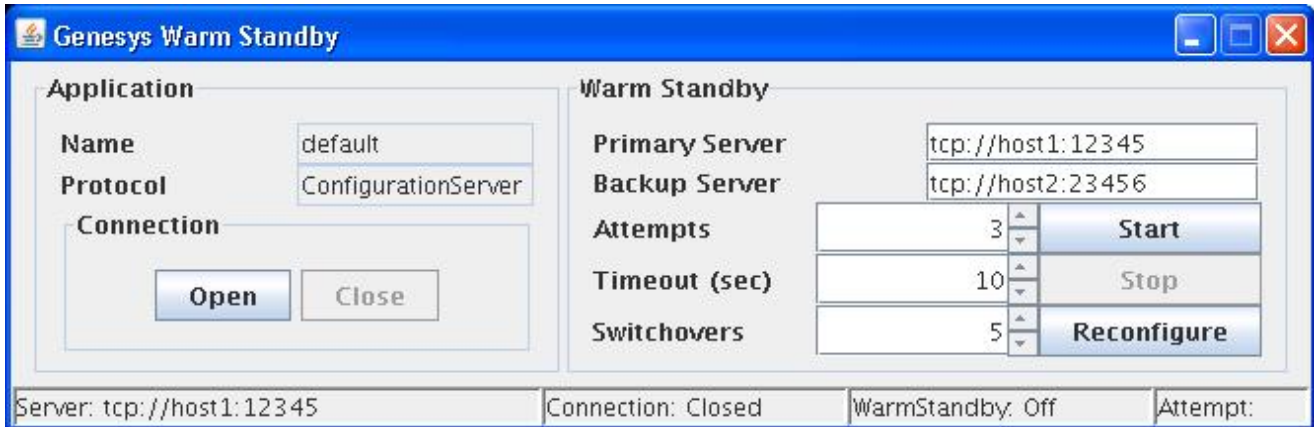 Genesys Warm Standby
Application
Name default
Protocol ConfigurationServer
Connection
Open Close
Warm Standby
Primary Server tcp://host1:12345
Backup Server tcp://host2:23456
Attempts 3 Start
Timeout (sec) 10 Stop
Switchovers 5 Reconfigure
Server: tcp://host1:12345 Connection: Closed WarmStandby: Off Attempt: